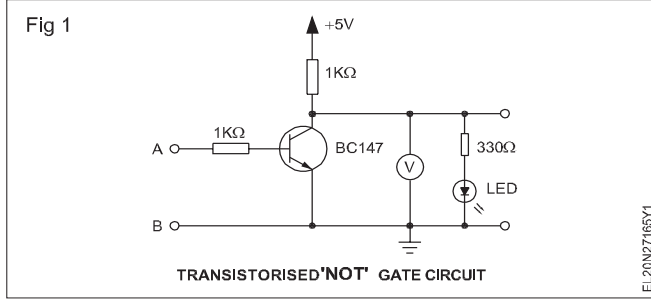 Fig 1
+5V
1KΩ
1KΩ
A
BC147
V
330Ω
LED
B
TRANSISTORISED'NOT' GATE CIRCUIT
EL20N27165Y1